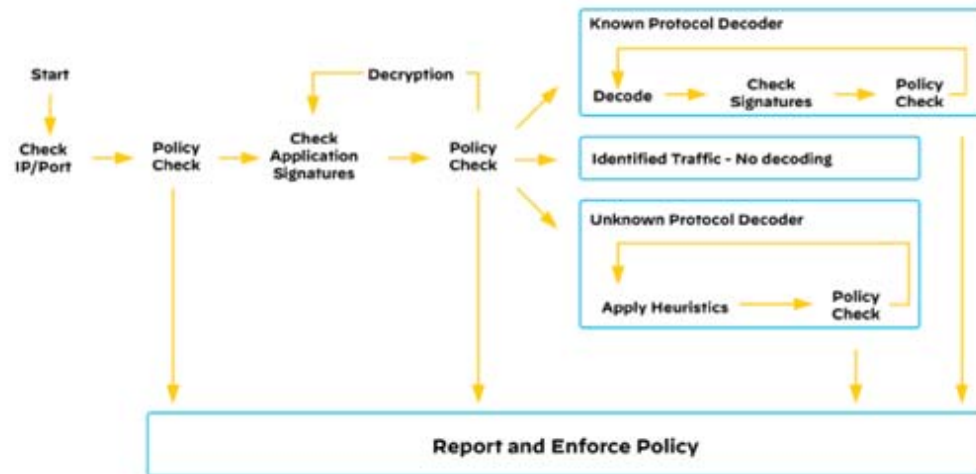 Known Protocol Decoder
Start
Decryption
Decode
Check
Signatures
Policy
Check
Check
IP/Port
Policy
Check
Check
Application
Signatures
Policy
Check
Identified Traffic - No decoding
Unknown Protocol Decoder
Apply Heuristics
Policy
Check
Report and Enforce Policy